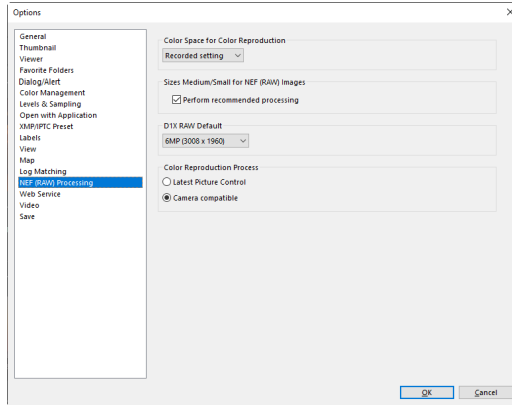 Options
General
Thumbnail
Viewer
Favorite Folders
Dialog/Alert
Color Management
Levels & Sampling
Open with Application
XMP/IPTC Preset
Labels
View
Map
Log Matching
NEF (RAW) Processing
Web Service
Video
Save
Color Space for Color Reproduction
Recorded setting
Sizes Medium/Small for NEF (RAW) Images
Perform recommended processing
D1X RAW Default
6MP (3008 x 1960)
Color Reproduction Process
Latest Picture Control
Camera compatible
OK Cancel